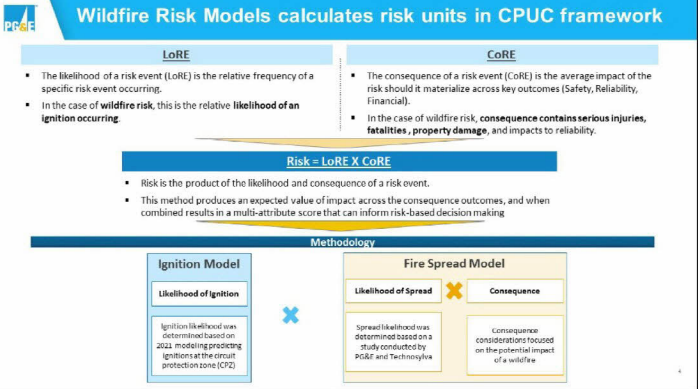 PG&E
Wildfire Risk Models calculates risk units in CPUC framework
LoRE
▪ The likelihood of a risk event (LoRE) is the relative frequency of a
specific risk event occurring.
▪ In the case of wildfire risk, this is the relative likelihood of an
ignition occurring.
CoRE
▪ The consequence of a risk event (CoRE) is the average impact of the
risk should it materialize across key outcomes (Safety, Reliability,
Financial).
▪ In the case of wildfire risk, consequence contains serious injuries,
fatalities, property damage, and impacts to reliability.
Risk = LoRE X CoRE
▪ Risk is the product of the likelihood and consequence of a risk event.
▪ This method produces an expected value of impact across the consequence outcomes, and when
combined results in a multi-attribute score that can inform risk-based decision making
Methodology
Ignition Model
Likelihood of Ignition
Ignition likelihood was
determined based on
2021 modeling predicting
ignitions at the circuit
protection zone (CPZ)
Fire Spread Model
Likelihood of Spread
Spread likelihood was
determined based on a
study conducted by
PG&E and Technosylva
Consequence
Consequence
considerations focused
on the potential impact
of a wildfire
4